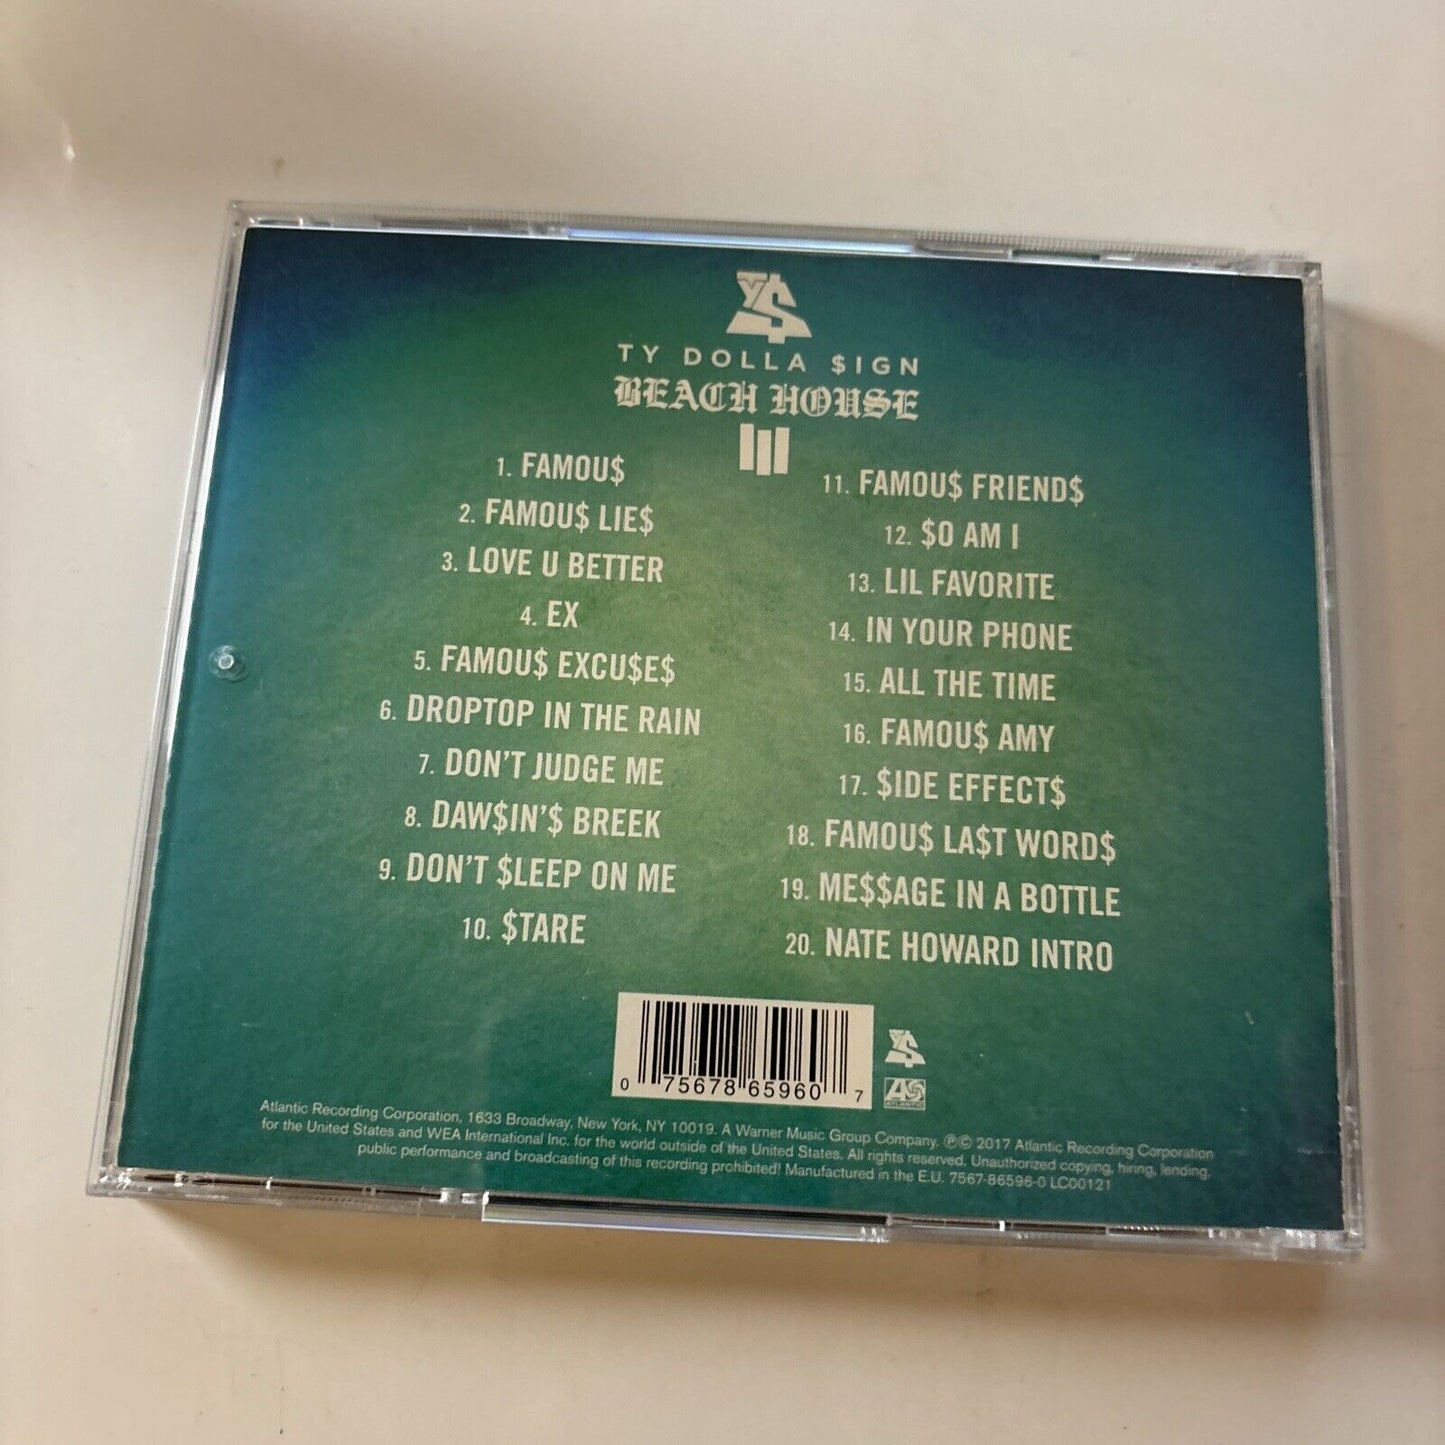 TY$
TY DOLLA $IGN
BEACH HOUSE
III
1. FAMOU$
2. FAMOU$ LIE$
3. LOVE U BETTER
4. EX
5. FAMOU$ EXCU$E$
6. DROPTOP IN THE RAIN
7. DON'T JUDGE ME
8. DAW$IN'$ BREEK
9. DON'T $LEEP ON ME
10. $TARE
11. FAMOU$ FRIEND$
12. $O AM I
13. LIL FAVORITE
14. IN YOUR PHONE
15. ALL THE TIME
16. FAMOU$ AMY
17. $IDE EFFECT$
18. FAMOU$ LA$T WORD$
19. ME$$AGE IN A BOTTLE
20. NATE HOWARD INTRO
0 75678 65960 7
TY$
ATLANTIC
Atlantic Recording Corporation, 1633 Broadway, New York, NY 10019. A Warner Music Group Company. ℗© 2017 Atlantic Recording Corporation
for the United States and WEA International Inc. for the world outside of the United States. All rights reserved. Unauthorized copying, hiring, lending,
public performance and broadcasting of this recording prohibited! Manufactured in the E.U. 7567-86596-0 LC00121